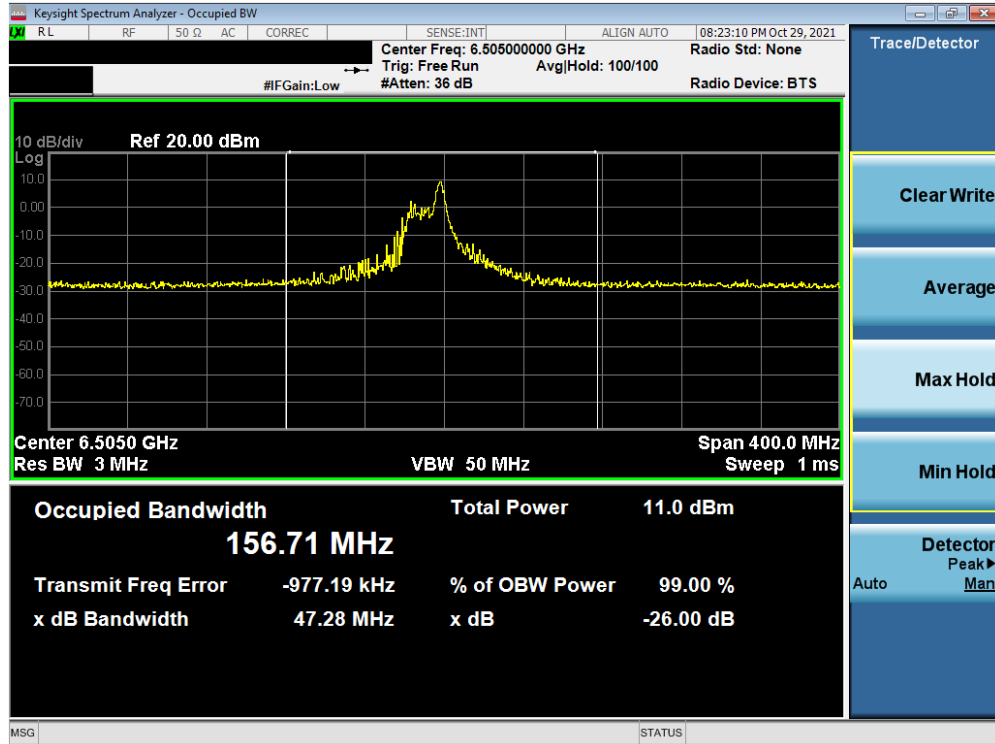 Keysight Spectrum Analyzer - Occupied BW
LXI RL RF 50 Ω AC CORREC SENSE:INT ALIGN AUTO 08:23:10 PM Oct 29, 2021
Center Freq: 6.505000000 GHz Radio Std: None
Trig: Free Run Avg|Hold: 100/100
#IFGain:Low #Atten: 36 dB Radio Device: BTS
10 dB/div Ref 20.00 dBm
Log
10.0
0.00
-10.0
-20.0
-30.0
-40.0
-50.0
-60.0
-70.0
Center 6.5050 GHz Span 400.0 MHz
Res BW 3 MHz VBW 50 MHz Sweep 1 ms
Occupied Bandwidth Total Power 11.0 dBm
156.71 MHz
Transmit Freq Error -977.19 kHz % of OBW Power 99.00 %
x dB Bandwidth 47.28 MHz x dB -26.00 dB
MSG STATUS
Trace/Detector
Clear Write
Average
Max Hold
Min Hold
Detector
Peak▶
Auto Man